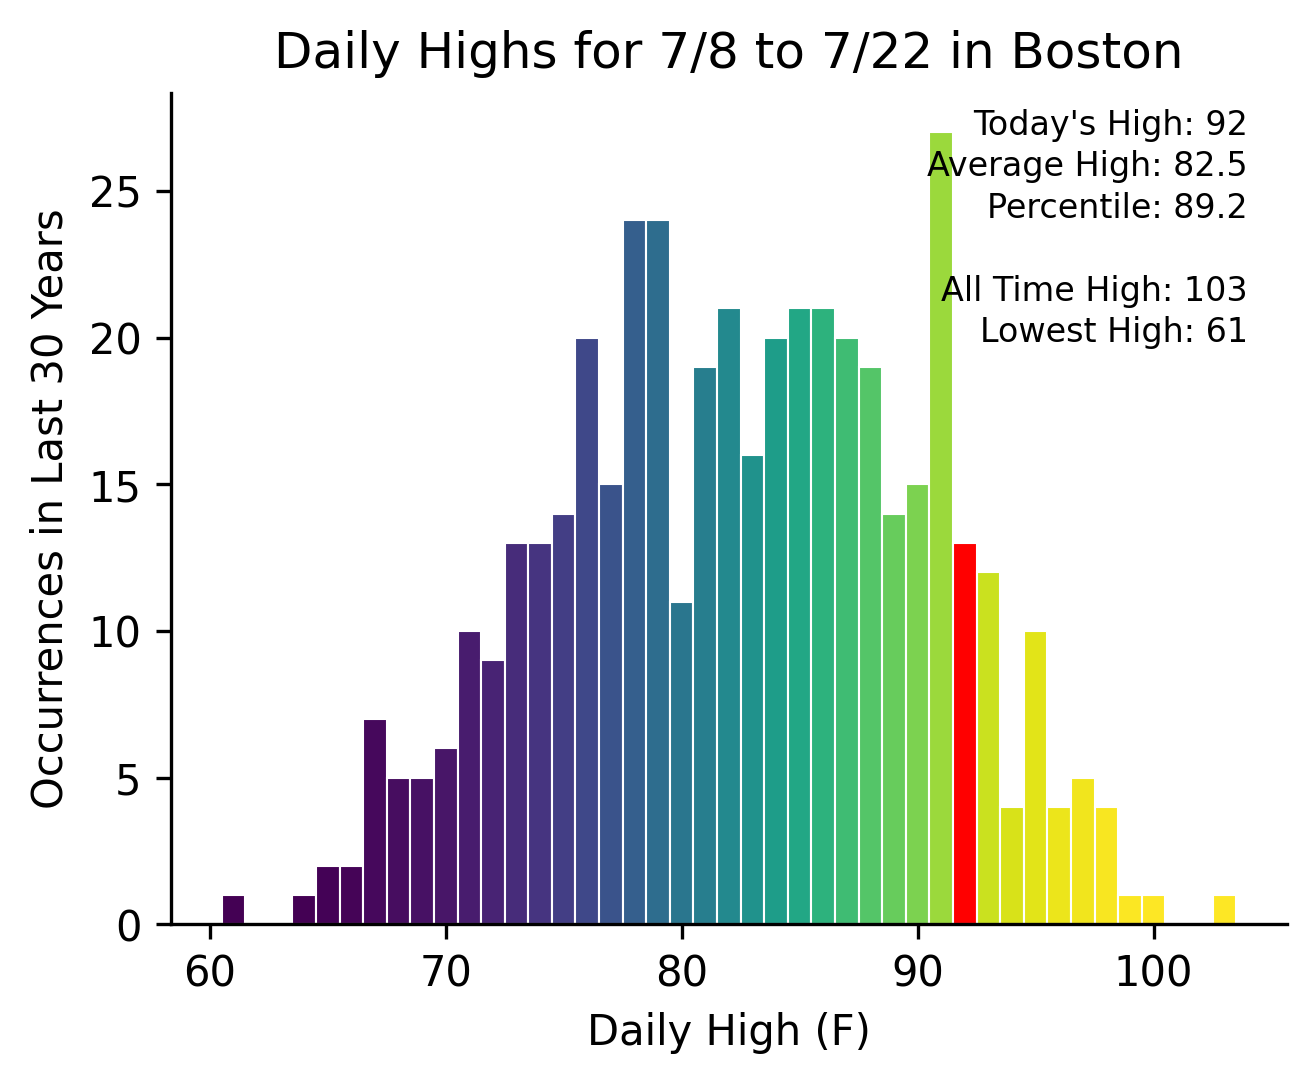 Daily Highs for 7/8 to 7/22 in Boston
Today's High: 92
Average High: 82.5
Percentile: 89.2
All Time High: 103
Lowest High: 61
Occurrences in Last 30 Years
25
20
15
10
5
0
60 70 80 90 100
Daily High (F)